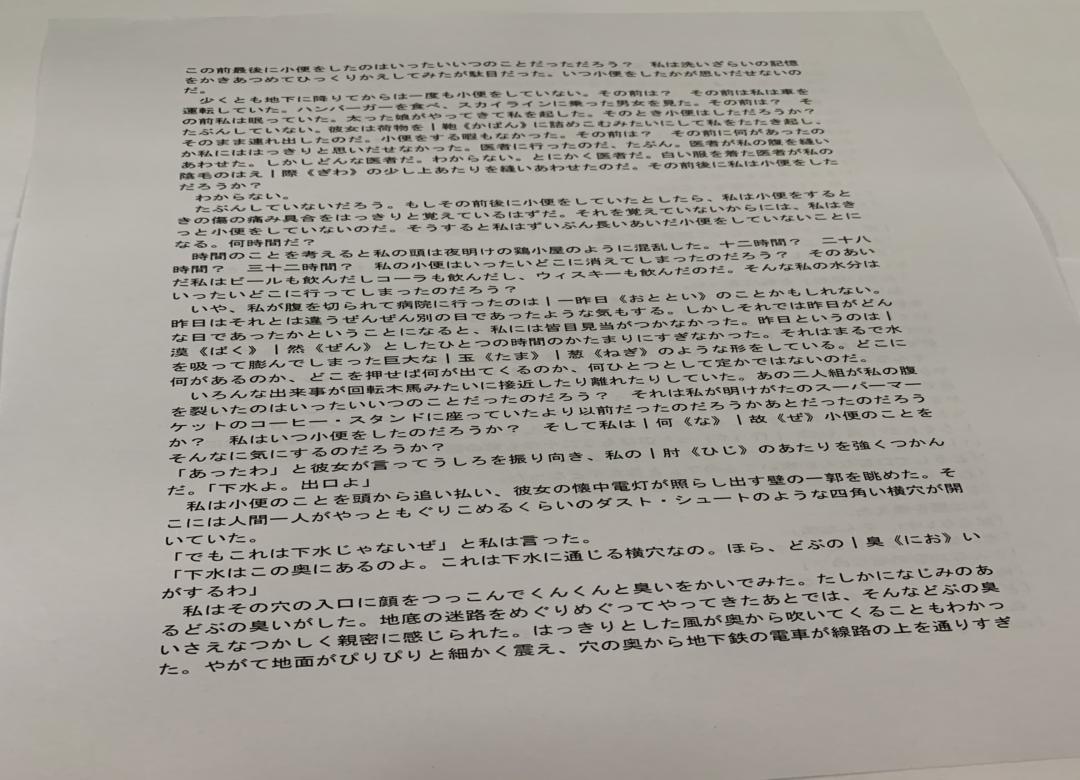 この前最後に小便をしたのはいったいいつのことだっただろう？　私は洗いざらいの記憶
をかきあつめてひっくりかえしてみたが駄目だった。いつ小便をしたかが思いだせないの
だ。
　少くとも地下に降りてからは一度も小便をしていない。その前は？　その前は私は車を
運転していた。ハンバーガーを食べ、スカイラインに乗った男女を見た。その前は？　そ
の前私は眠っていた。太った娘がやってきて私を起した。そのとき小便はしただろうか？
たぶんしていない。彼女は荷物を｜鞄《かばん》に詰めこむみたいにして私をたたき起し、
そのまま連れ出したのだ。小便をする暇もなかった。その前は？　その前に何があったの
か私にははっきりと思いだせなかった。医者に行ったのだ、たぶん。医者が私の腹を縫い
あわせた。しかしどんな医者だ。わからない。とにかく医者だ。白い服を着た医者が私の
陰毛のはえ｜際《ぎわ》の少し上あたりを縫いあわせたのだ。その前後に私は小便をした
だろうか？
　わからない。
　たぶんしていないだろう。もしその前後に小便をしていたとしたら、私は小便をすると
きの傷の痛み具合をはっきりと覚えているはずだ。それを覚えていないからには、私はき
っと小便をしていないのだ。そうすると私はずいぶん長いあいだ小便をしていないことに
なる。何時間だ？
　時間のことを考えると私の頭は夜明けの鶏小屋のように混乱した。十二時間？　二十八
時間？　三十二時間？　私の小便はいったいどこに消えてしまったのだろう？　そのあい
だ私はビールも飲んだしコーラも飲んだし、ウィスキーも飲んだのだ。そんな私の水分は
いったいどこに行ってしまったのだろう？
　いや、私が腹を切られて病院に行ったのは｜一昨日《おととい》のことかもしれない。
昨日はそれとは違うぜんぜん別の日であったような気もする。しかしそれでは昨日がどん
な日であったかということになると、私には皆目見当がつかなかった。昨日というのは｜
漠《ばく》｜然《ぜん》としたひとつの時間のかたまりにすぎなかった。それはまるで水
を吸って膨んでしまった巨大な｜玉《たま》｜葱《ねぎ》のような形をしている。どこに
何があるのか、どこを押せば何が出てくるのか、何ひとつとして定かではないのだ。
　いろんな出来事が回転木馬みたいに接近したり離れたりしていた。あの二人組が私の腹
を裂いたのはいったいいつのことだったのだろう？　それは私が明けがたのスーパーマー
ケットのコーヒー・スタンドに座っていたより以前だったのだろうかあとだったのだろう
か？　私はいつ小便をしたのだろうか？　そして私は｜何《な》｜故《ぜ》小便のことを
そんなに気にするのだろうか？
「あったわ」と彼女が言ってうしろを振り向き、私の｜肘《ひじ》のあたりを強くつかん
だ。「下水よ。出口よ」
　私は小便のことを頭から追い払い、彼女の懐中電灯が照らし出す壁の一郭を眺めた。そ
こには人間一人がやっともぐりこめるくらいのダスト・シュートのような四角い横穴が開
いていた。
「でもこれは下水じゃないぜ」と私は言った。
「下水はこの奥にあるのよ。これは下水に通じる横穴なの。ほら、どぶの｜臭《にお》い
がするわ」
　私はその穴の入口に顔をつっこんでくんくんと臭いをかいでみた。たしかになじみのあ
るどぶの臭いがした。地底の迷路をめぐりめぐってやってきたあとでは、そんなどぶの臭
いさえなつかしく親密に感じられた。はっきりとした風が奥から吹いてくることもわかっ
た。やがて地面がぴりぴりと細かく震え、穴の奥から地下鉄の電車が線路の上を通りすぎ